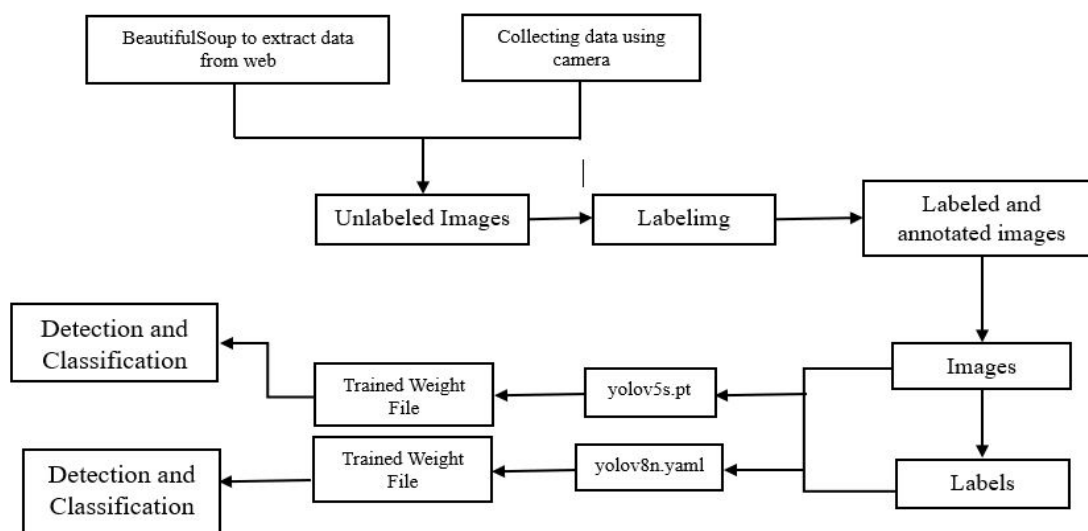 BeautifulSoup to extract data
from web
Collecting data using
camera
Unlabeled Images
Labelimg
Labeled and
annotated images
Detection and
Classification
Trained Weight
File
yolov5s.pt
Images
Detection and
Classification
Trained Weight
File
yolov8n.yaml
Labels